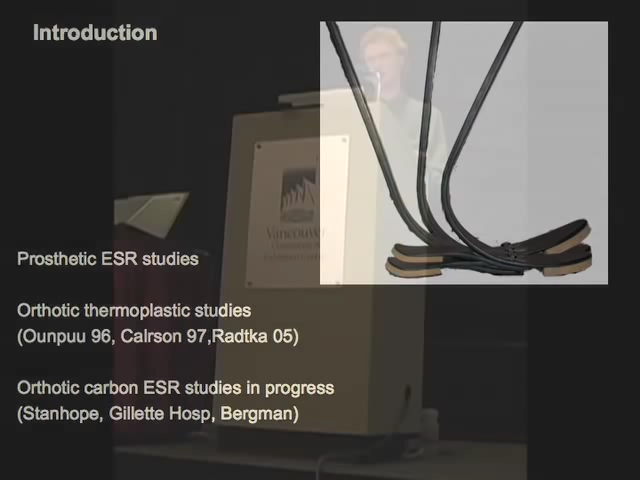 Introduction
Vancouver
Prosthetic ESR studies
Orthotic thermoplastic studies
(Ounpuu 96, Calrson 97,Radtka 05)
Orthotic carbon ESR studies in progress
(Stanhope, Gillette Hosp, Bergman)